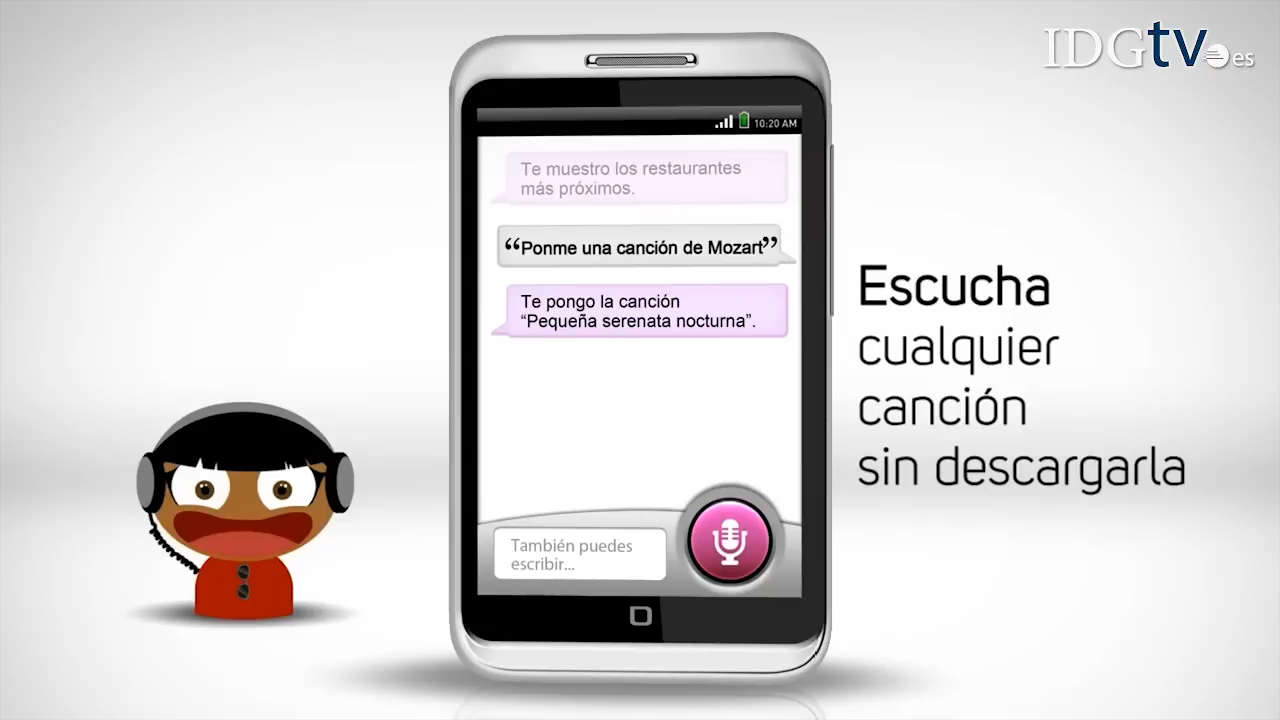 IDGtv.es
10:20 AM
Te muestro los restaurantes
más próximos.
“Ponme una canción de Mozart”
Te pongo la canción
“Pequeña serenata nocturna”.
También puedes
escribir...
Escucha
cualquier
canción
sin descargarla